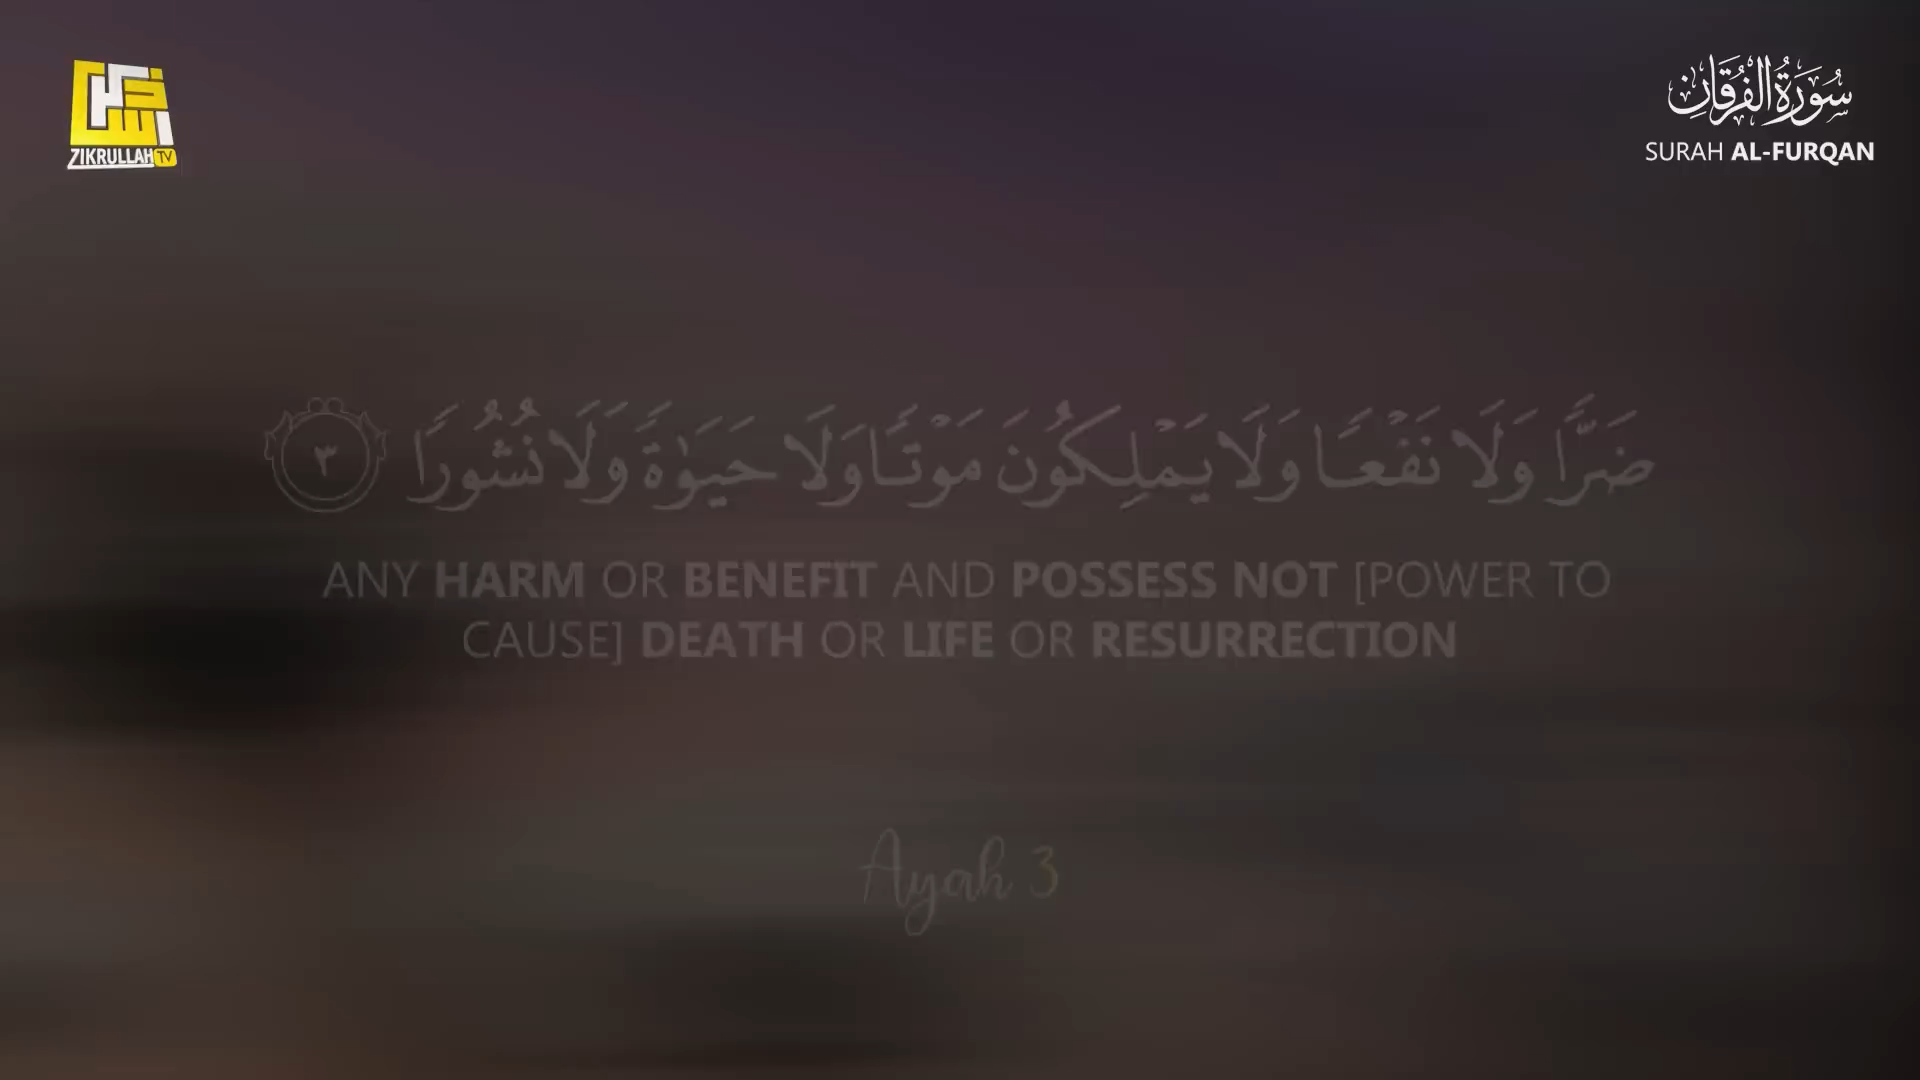 ZIKRULLAH TV
سُورَةُ الْفُرْقَانِ
SURAH AL-FURQAN
ضَرًّا وَلَا نَفْعًا وَلَا يَمْلِكُونَ مَوْتًا وَلَا حَيَوٰةً وَلَا نُشُورًا ٣
ANY HARM OR BENEFIT AND POSSESS NOT [POWER TO
CAUSE] DEATH OR LIFE OR RESURRECTION
Ayah 3